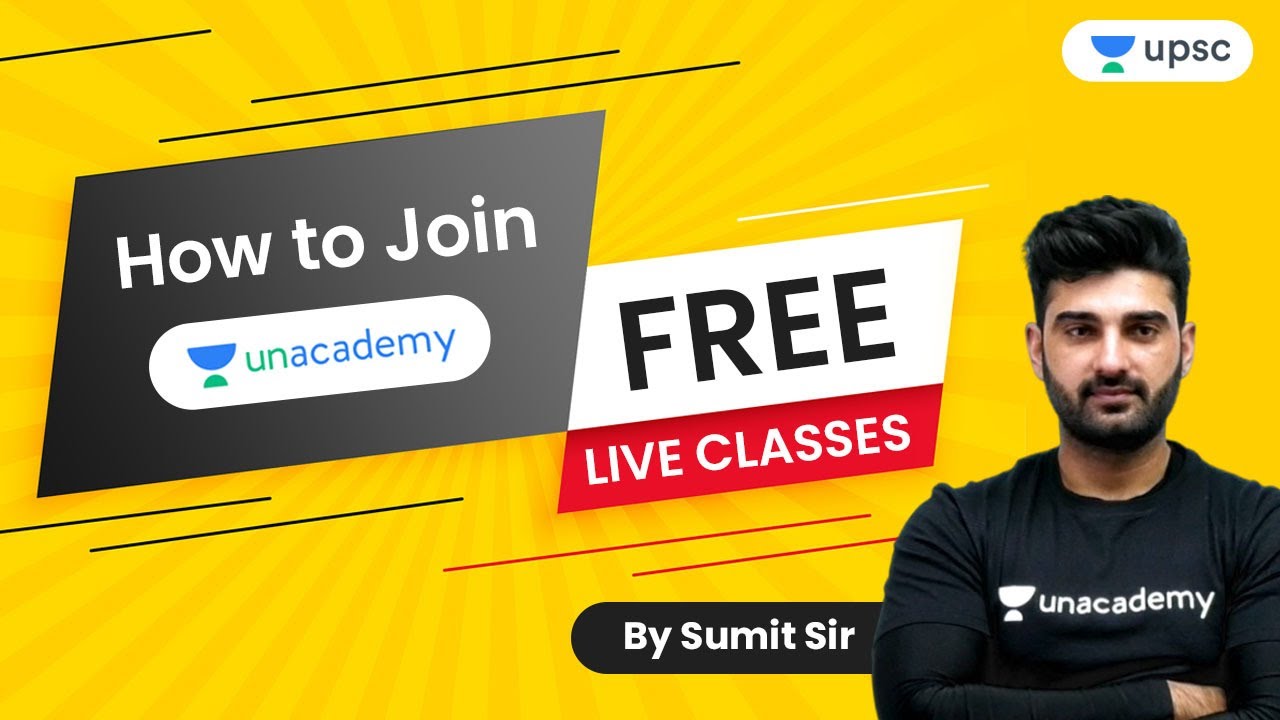 upsc
How to Join
unacademy
FREE
LIVE CLASSES
By Sumit Sir
unacademy